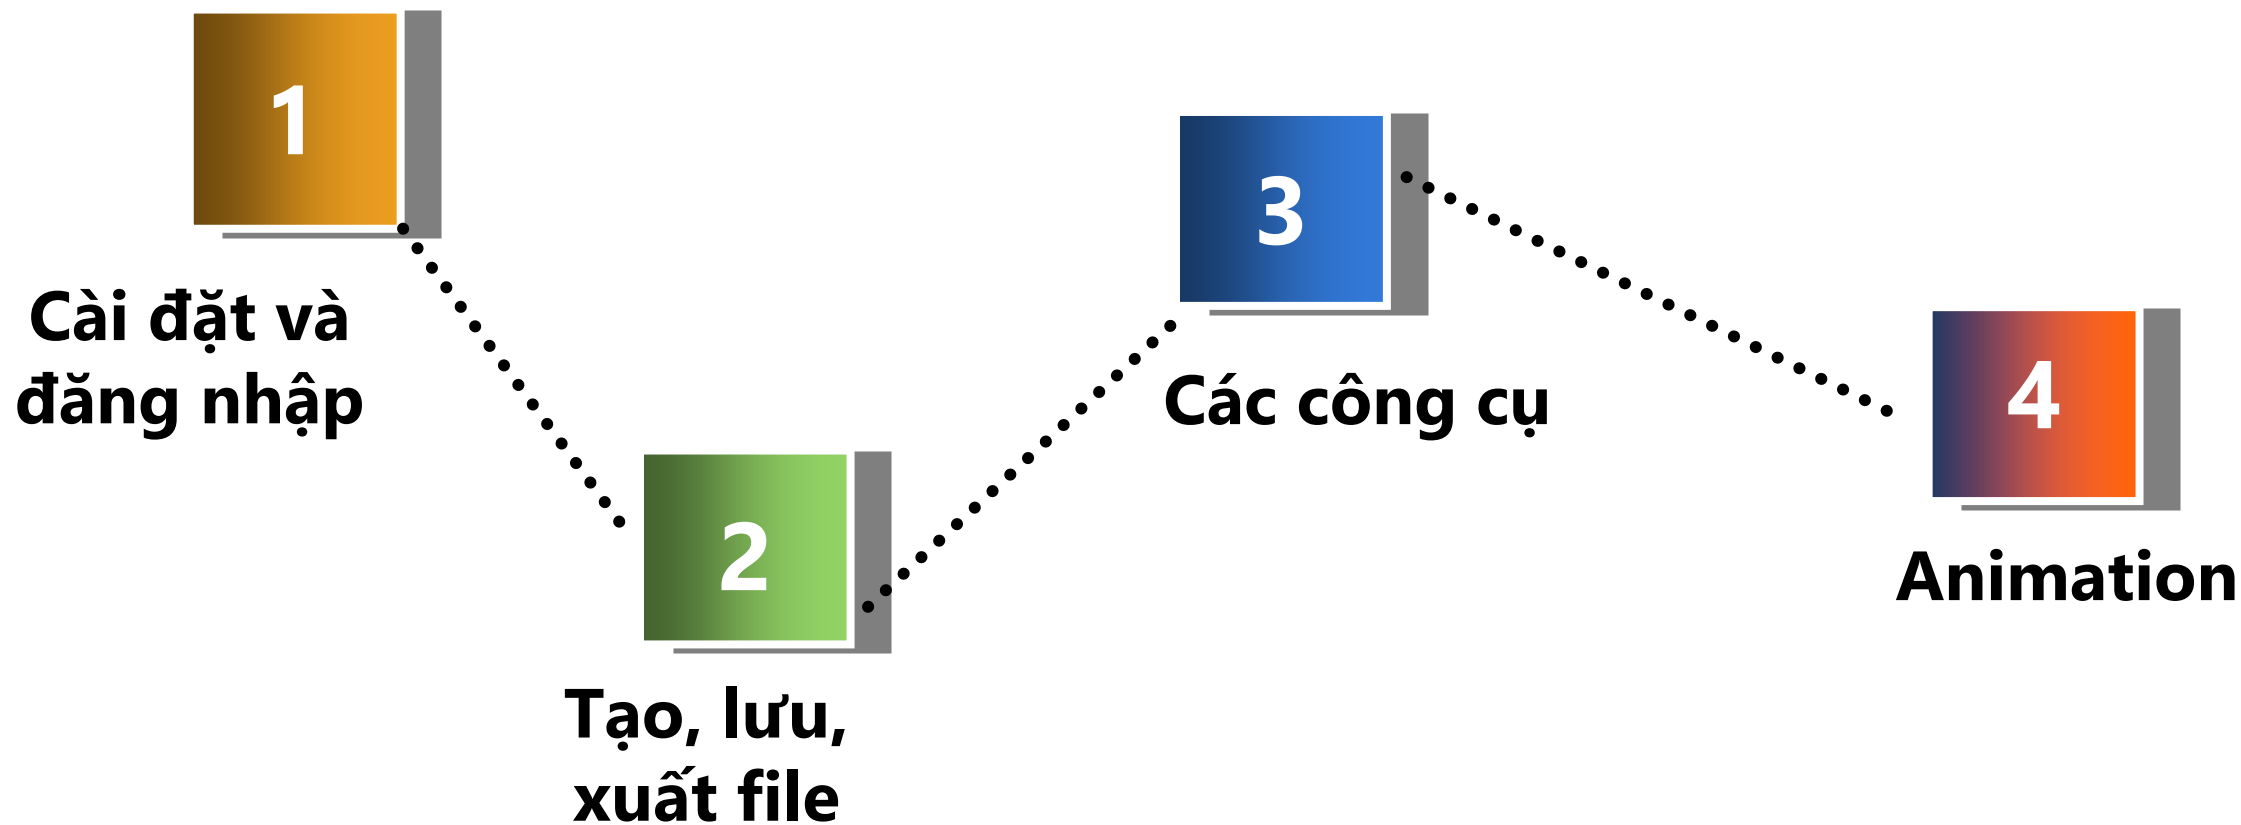 1
Cài đặt và
đăng nhập
2
Tạo, lưu,
xuất file
3
Các công cụ
4
Animation